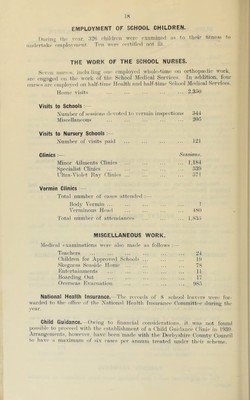 18
EMPLOYMENT OF SCHOOL CHILDREN.
During the year, 326 children were examined as to their fitness to
undertake employment. Ten were certified not fit.
THE WORK OF THE SCHOOL NURSES.
Seven nurses, including one employed whole-time on orthopaedic work,
are engaged on the work of the School Medical Services. In addition, four
nurses are employed on half-time Health and half-time School Medical Services.
Home visits ... ... ... ... 2,350
Visits to Schools :—
Number of sessions devoted to vermin inspections 344
Miscellaneous ... ... ... ... 205
Visits to Nursery Schools
Number of visits paid ... ... ... 121
Clinics :— Sessions.
Minor Ailments Clinics ... ... ... 1,184
Specialist Clinics ... ... ... 539
Ultra-Violet Ray Clinics ... ... ... 577
Vermin Clinics :—
Total number of cases attended :—
Body Vermin ... ... ... ... 7
Verminous Head ... ... ...
Total number of attendances ... ... 1,855
MISCELLANEOUS WORK.
Medical examinations were also made as follows :—
Teachers ... ... ... ... 24
Children for Approved Schools ... ... 19
Skegness Seaside Home ... ... ... 78
Entertainments ... ... ... 11
Boarding Out ... ... ... 17
Overseas Evacuation ... ... ... 983
National Health Insurance.—The records of 8 school leavers were for-
warded to the office of the National Health Insurance Committee during the
year.
Child Guidance.—Owing to financial considerations it was not found
possible to proceed with the establishment of a Child Guidance Clinic in 1939.
Arrangements, however, have been made with the Derbyshire County Council
to have a maximum of six cases per annum treated under their scheme.